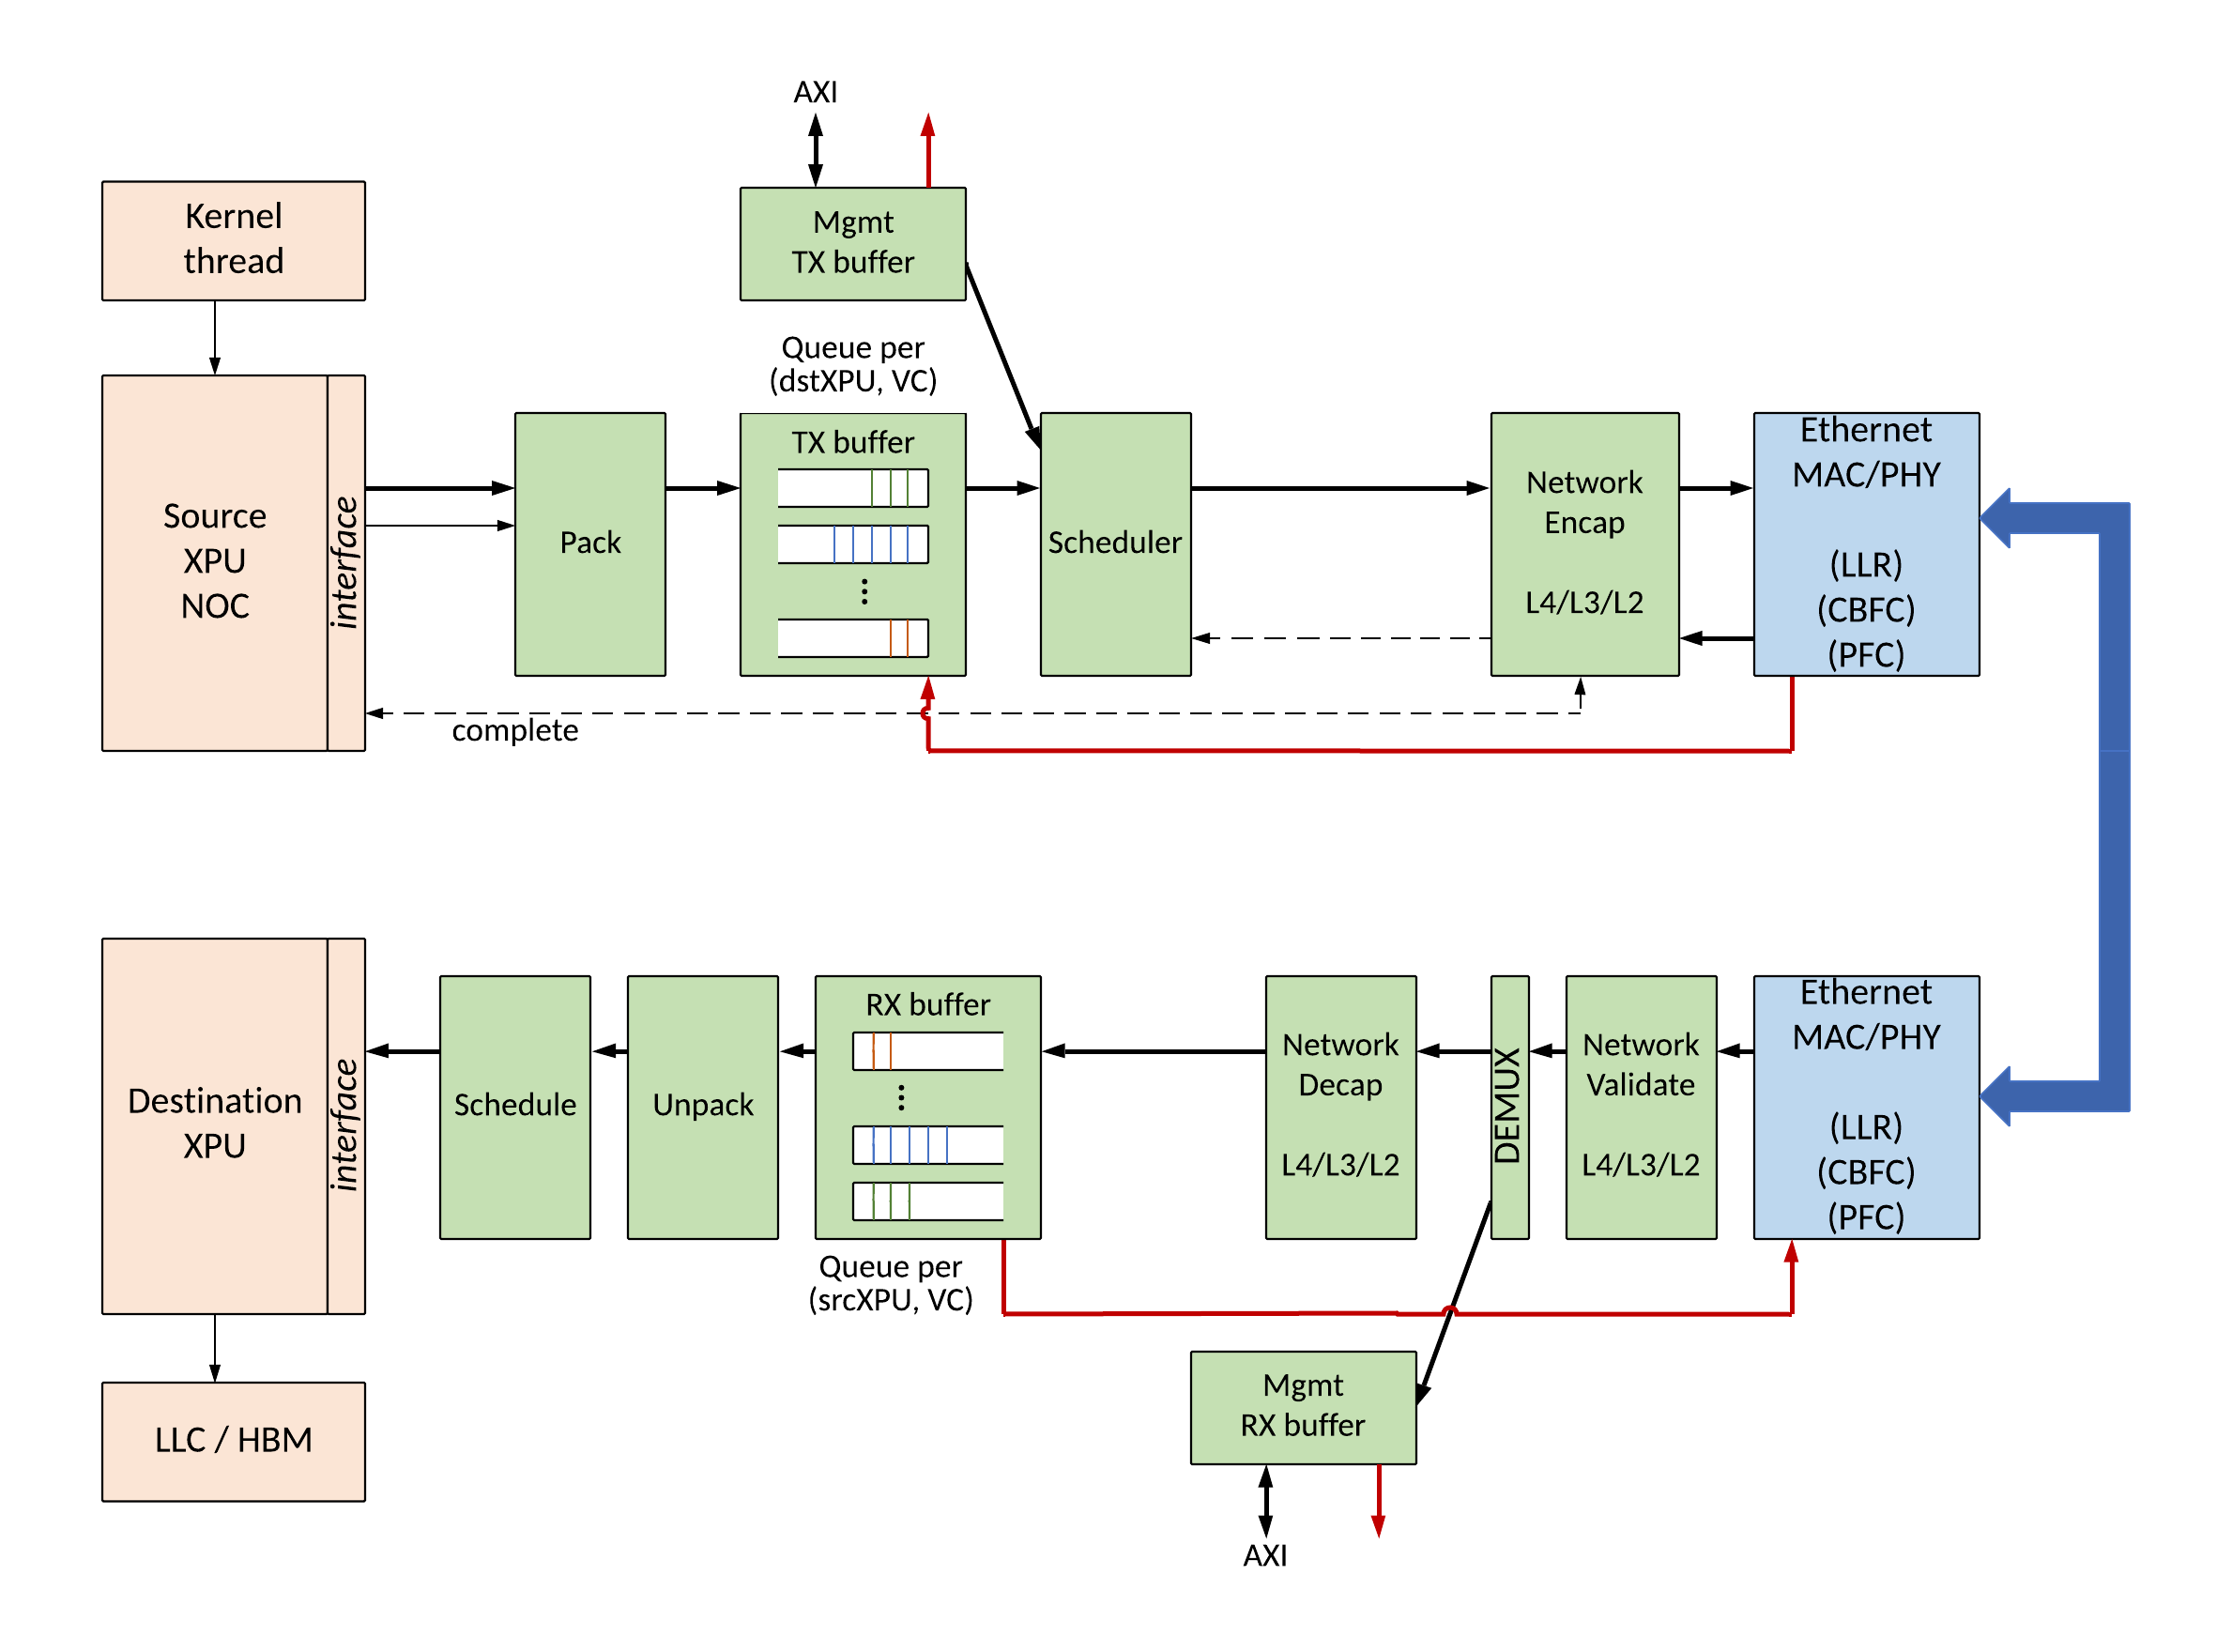 AXI
Kernel
thread
Mgmt
TX buffer
Queue per
(dstXPU, VC)
Source
XPU
NOC
interface
Pack
TX buffer
Scheduler
Network
Encap
L4/L3/L2
Ethernet
MAC/PHY
(LLR)
(CBFC)
(PFC)
complete
Destination
XPU
interface
Schedule
Unpack
RX buffer
Queue per
(srcXPU, VC)
Network
Decap
L4/L3/L2
DEMUX
Network
Validate
L4/L3/L2
Ethernet
MAC/PHY
(LLR)
(CBFC)
(PFC)
LLC / HBM
Mgmt
RX buffer
AXI